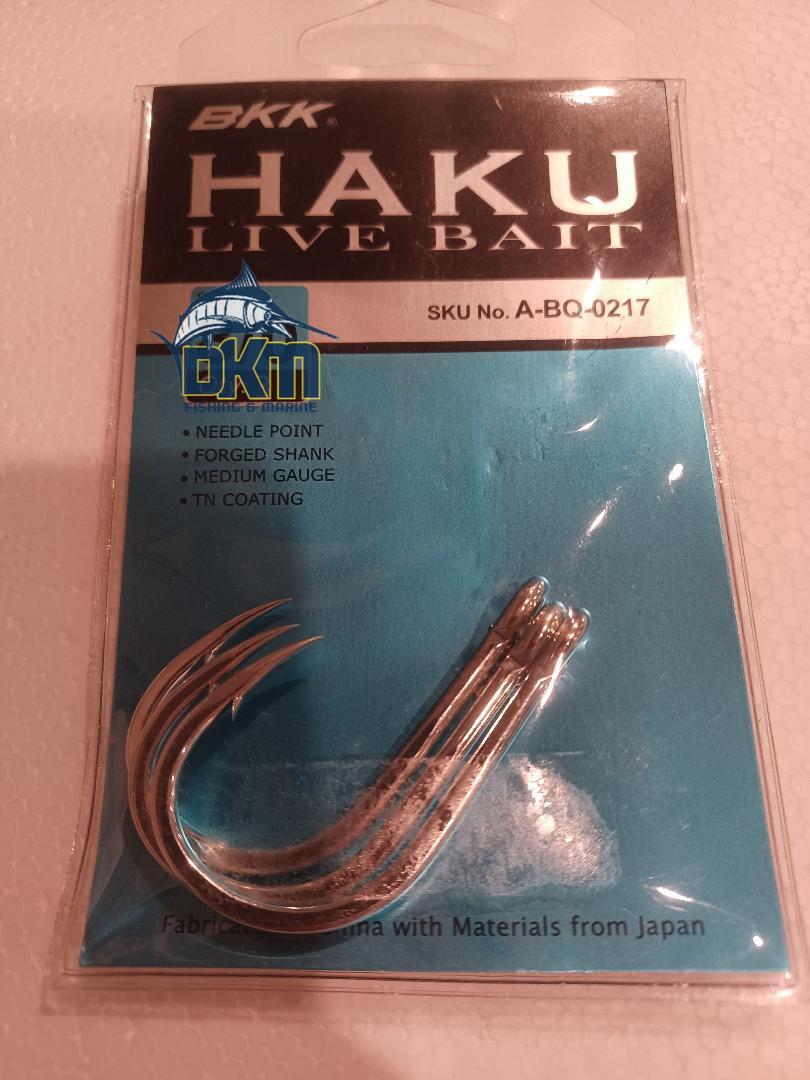 BKK®
HAKU
LIVE BAIT
SKU No. A-BQ-0217
DKM
FISHING & MARINE
• NEEDLE POINT
• FORGED SHANK
• MEDIUM GAUGE
• TN COATING
with Materials from Japan